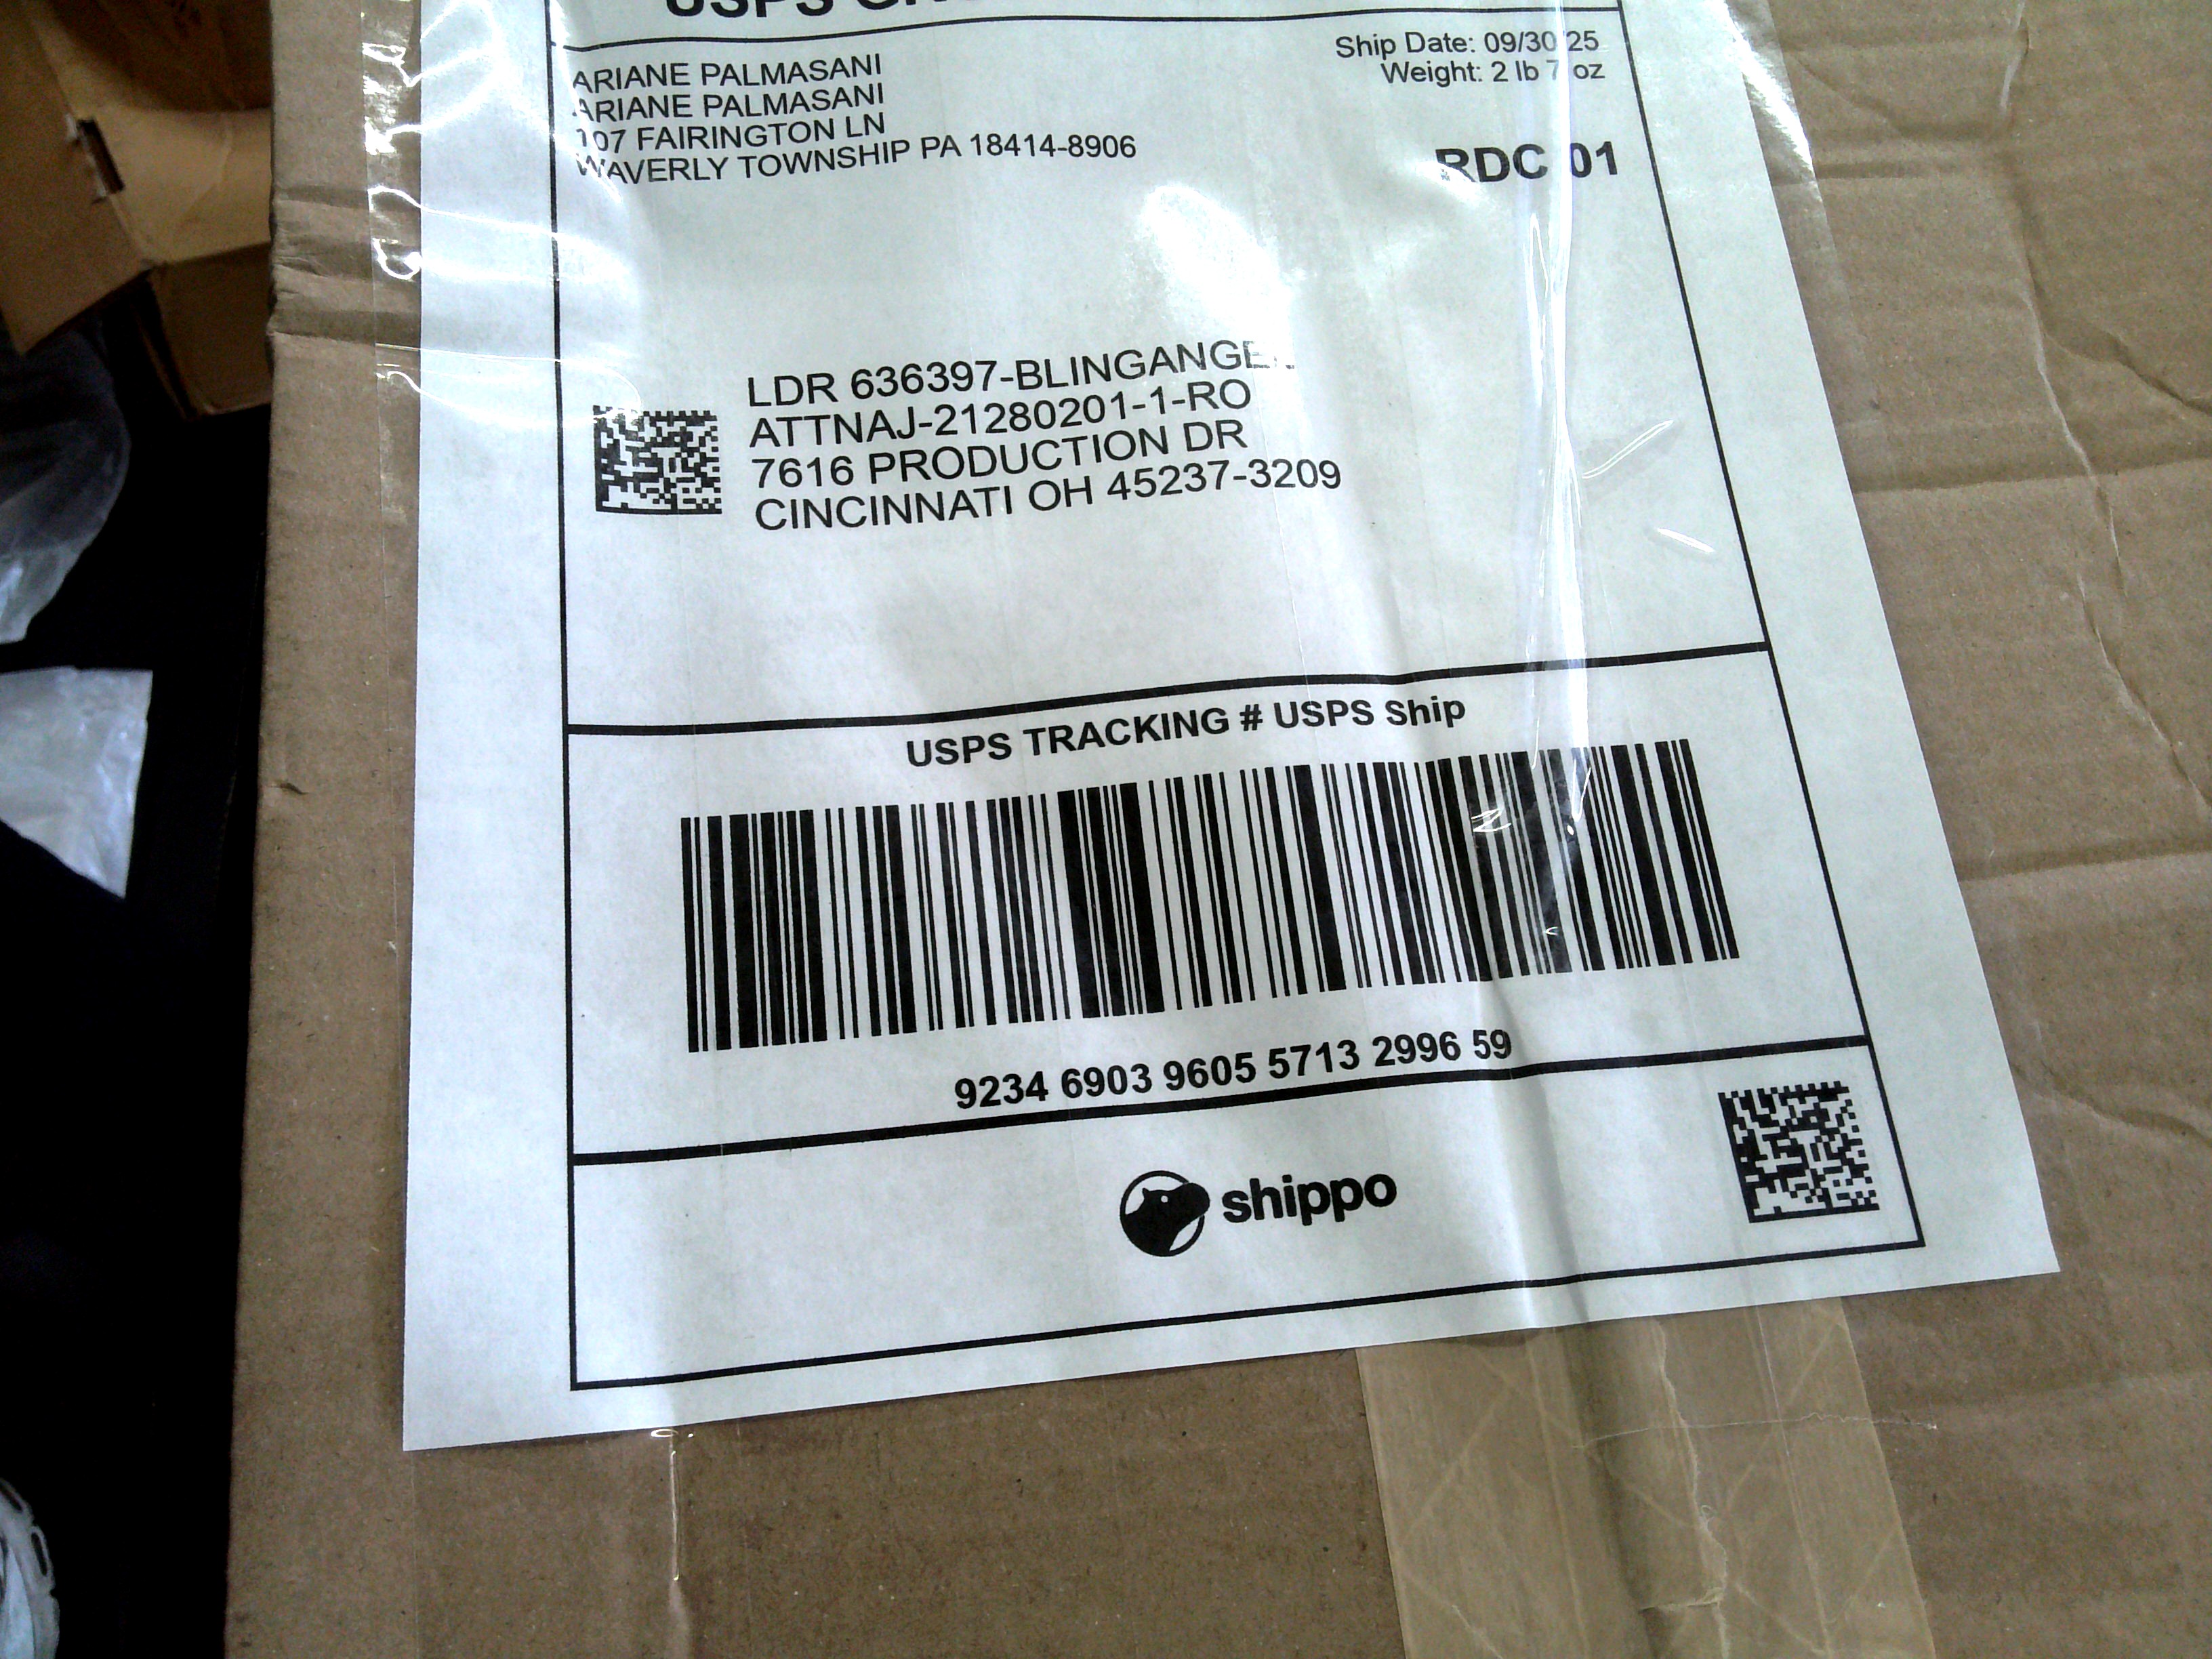 USPS
ARIANE PALMASANI
ARIANE PALMASANI
107 FAIRINGTON LN
WAVERLY TOWNSHIP PA 18414-8906
Ship Date: 09/30/25
Weight: 2 lb 7 oz
RDC 01
LDR 636397-BLINGANGEL
ATTNAJ-21280201-1-RO
7616 PRODUCTION DR
CINCINNATI OH 45237-3209
USPS TRACKING # USPS Ship
9234 6903 9605 5713 2996 59
shippo